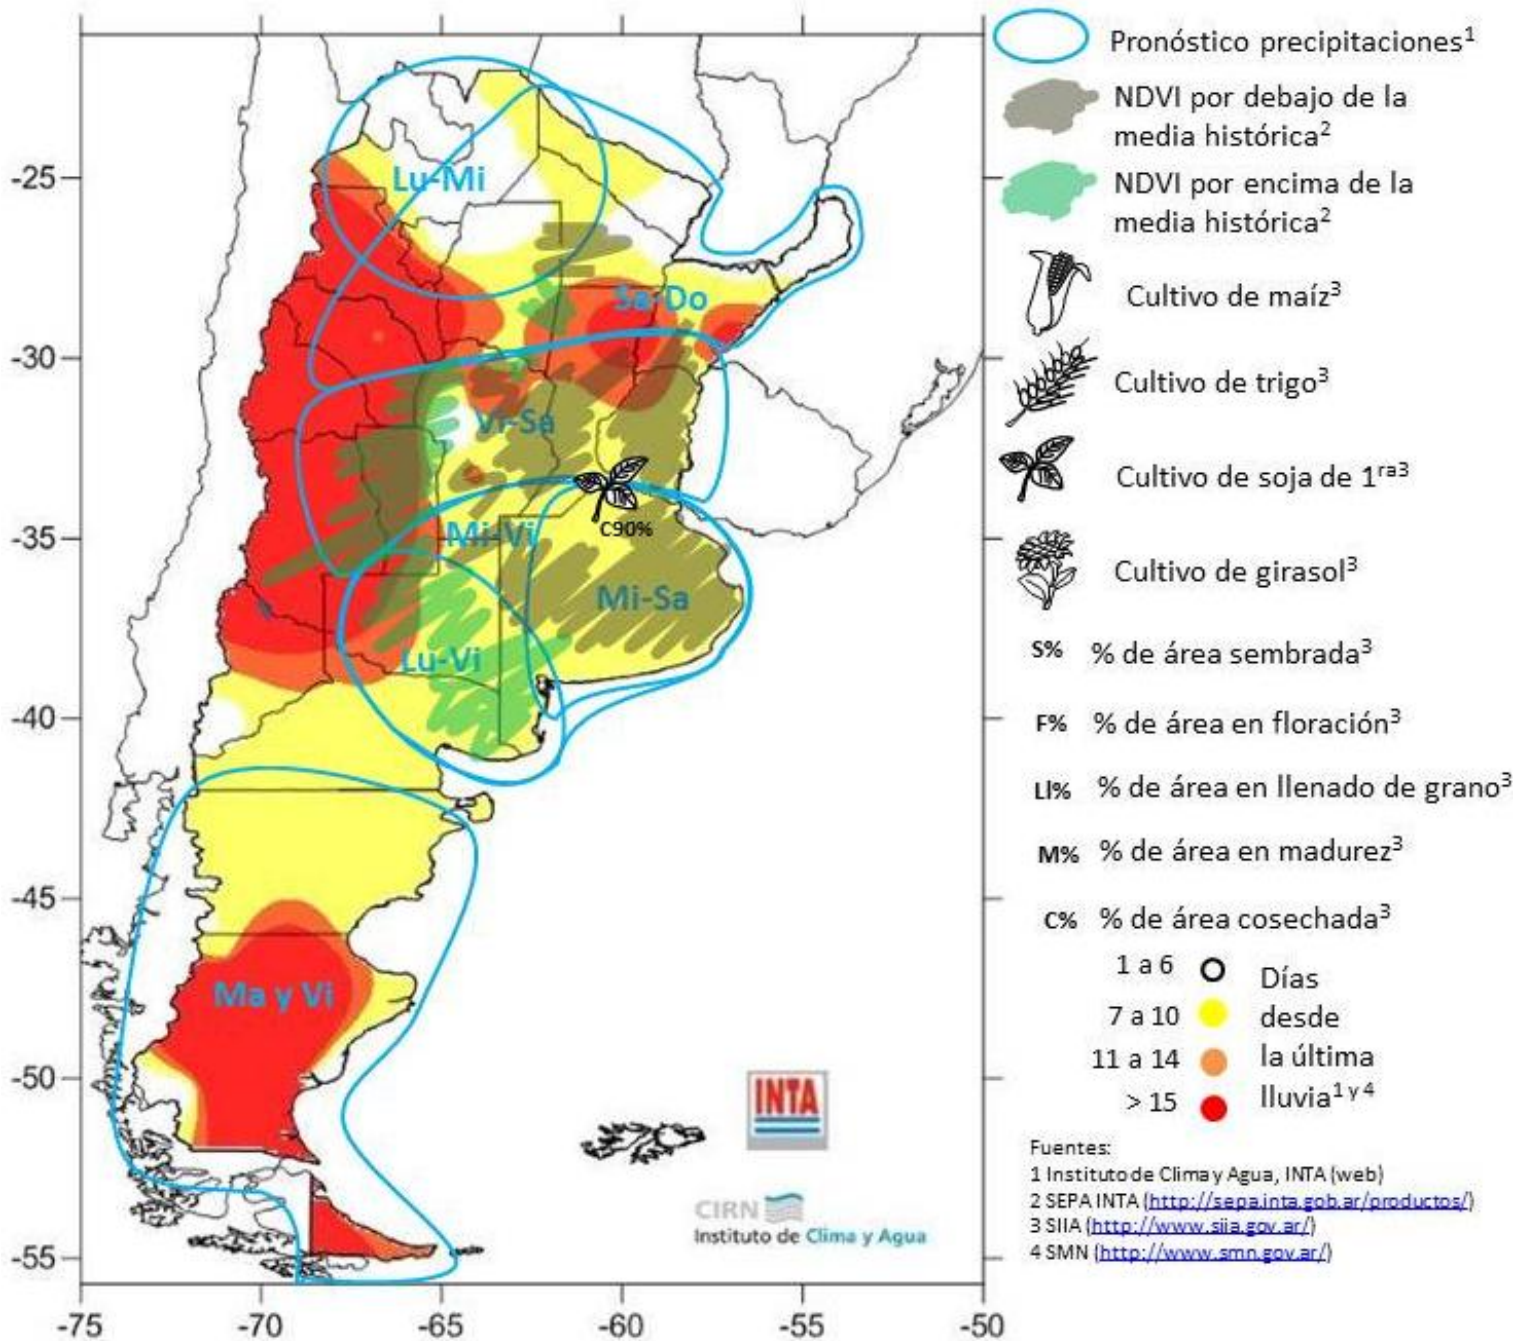 Pronóstico precipitaciones1
NDVI por debajo de la
media histórica2
NDVI por encima de la
media histórica2
Cultivo de maíz3
Cultivo de trigo3
Cultivo de soja de 1ra3
Cultivo de girasol3
S% % de área sembrada3
F% % de área en floración3
Ll% % de área en llenado de grano3
M% % de área en madurez3
C% % de área cosechada3
1 a 6 Días
7 a 10 desde
11 a 14 la última
> 15 lluvia1 y 4
Fuentes:
1 Instituto de Clima y Agua, INTA (web)
2 SEPA INTA (http://sepa.inta.gob.ar/productos/)
3 SIIA (http://www.siia.gov.ar/)
4 SMN (http://www.smn.gov.ar/)
Lu-Mi
Sa-Do
Vi-Sa
C90%
Mi-Vi
Mi-Sa
Lu-Vi
Ma y Vi
INTA
CIRN
Instituto de Clima y Agua
-25
-30
-35
-40
-45
-50
-55
-75 -70 -65 -60 -55 -50